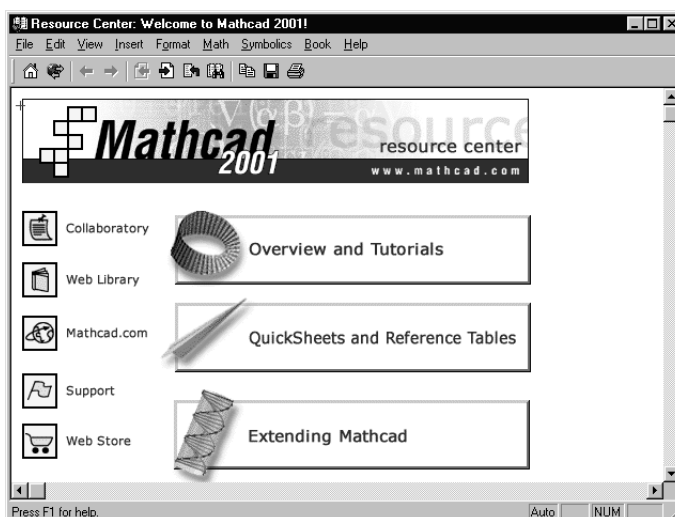 Resource Center: Welcome to Mathcad 2001!
File Edit View Insert Format Math Symbolics Book Help
Mathcad
2001
resource
resource center
www.mathcad.com
Collaboratory
Overview and Tutorials
Web Library
Mathcad.com
QuickSheets and Reference Tables
Support
Web Store
Extending Mathcad
Press F1 for help.
Auto
NUM